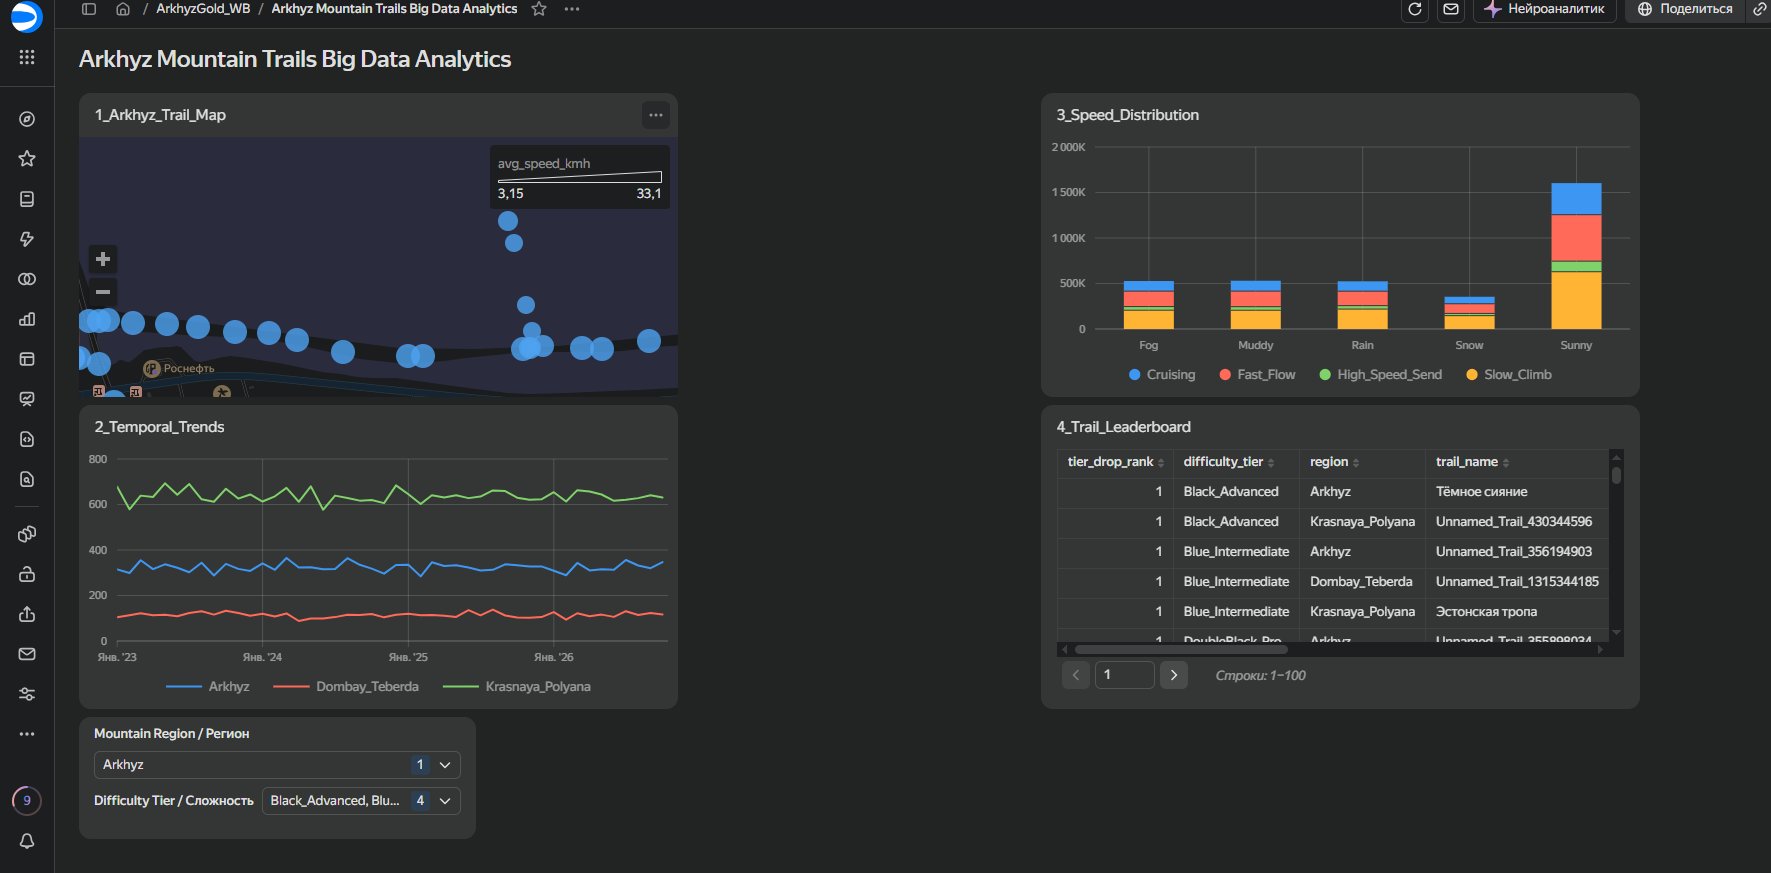 / ArkhyzGold_WB / Arkhyz Mountain Trails Big Data Analytics
Нейроаналитик
Поделиться
Arkhyz Mountain Trails Big Data Analytics
1_Arkhyz_Trail_Map
avg_speed_kmh
3,15 33,1
Роснефть
3_Speed_Distribution
2 000K
1 500K
1 000K
500K
0
Fog Muddy Rain Snow Sunny
Cruising Fast_Flow High_Speed_Send Slow_Climb
2_Temporal_Trends
800
600
400
200
0
Янв. '23 Янв. '24 Янв. '25 Янв. '26
Arkhyz Dombay_Teberda Krasnaya_Polyana
4_Trail_Leaderboard
tier_drop_rank difficulty_tier region trail_name
1 Black_Advanced Arkhyz Тёмное сияние
1 Black_Advanced Krasnaya_Polyana Unnamed_Trail_430344596
1 Blue_Intermediate Arkhyz Unnamed_Trail_356194903
1 Blue_Intermediate Dombay_Teberda Unnamed_Trail_1315344185
1 Blue_Intermediate Krasnaya_Polyana Эстонская тропа
1 DoubleBlack_Pro Arkhyz Unnamed_Trail_355898034
1
Строки: 1–100
Mountain Region / Регион
Arkhyz 1
Difficulty Tier / Сложность Black_Advanced, Blu... 4
9